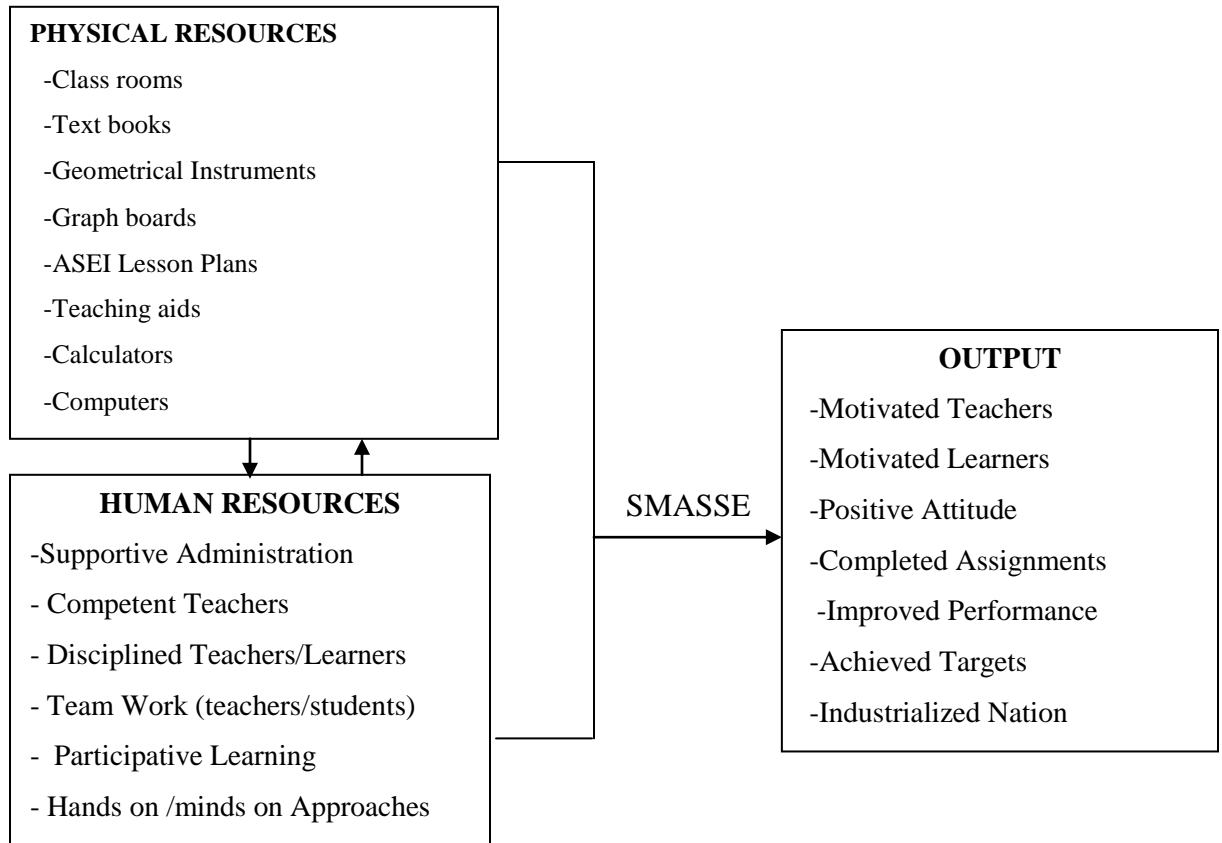 PHYSICAL RESOURCES
-Class rooms
-Text books
-Geometrical Instruments
-Graph boards
-ASEI Lesson Plans
-Teaching aids
-Calculators
-Computers
HUMAN RESOURCES
-Supportive Administration
- Competent Teachers
- Disciplined Teachers/Learners
- Team Work (teachers/students)
- Participative Learning
- Hands on /minds on Approaches
SMASSE
OUTPUT
-Motivated Teachers
-Motivated Learners
-Positive Attitude
-Completed Assignments
-Improved Performance
-Achieved Targets
-Industrialized Nation